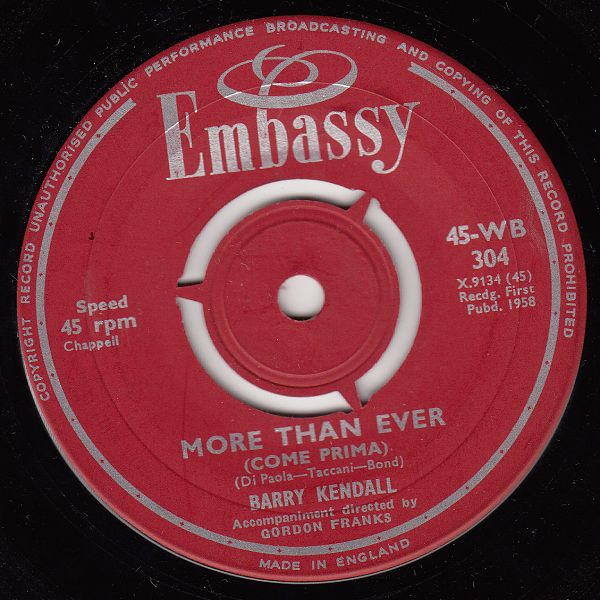 COPYRIGHT RECORD UNAUTHORISED PUBLIC PERFORMANCE BROADCASTING AND COPYING OF THIS RECORD PROHIBITED
Embassy
45-WB
304
X.9134 (45)
Recdg. First
Pubd. 1958
Speed
45 rpm
Chappell
MORE THAN EVER
(COME PRIMA)
(Di Paola—Taccani—Bond)
BARRY KENDALL
Accompaniment directed by
GORDON FRANKS
MADE IN ENGLAND